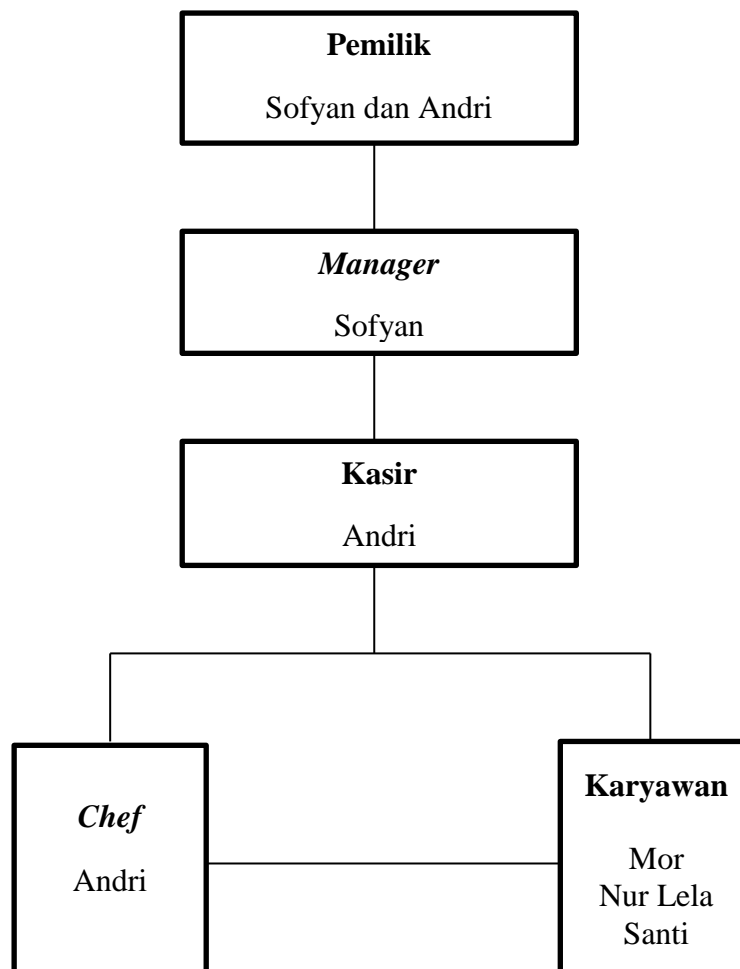 Pemilik
Sofyan dan Andri
Manager
Sofyan
Kasir
Andri
Chef
Andri
Karyawan
Mor
Nur Lela
Santi